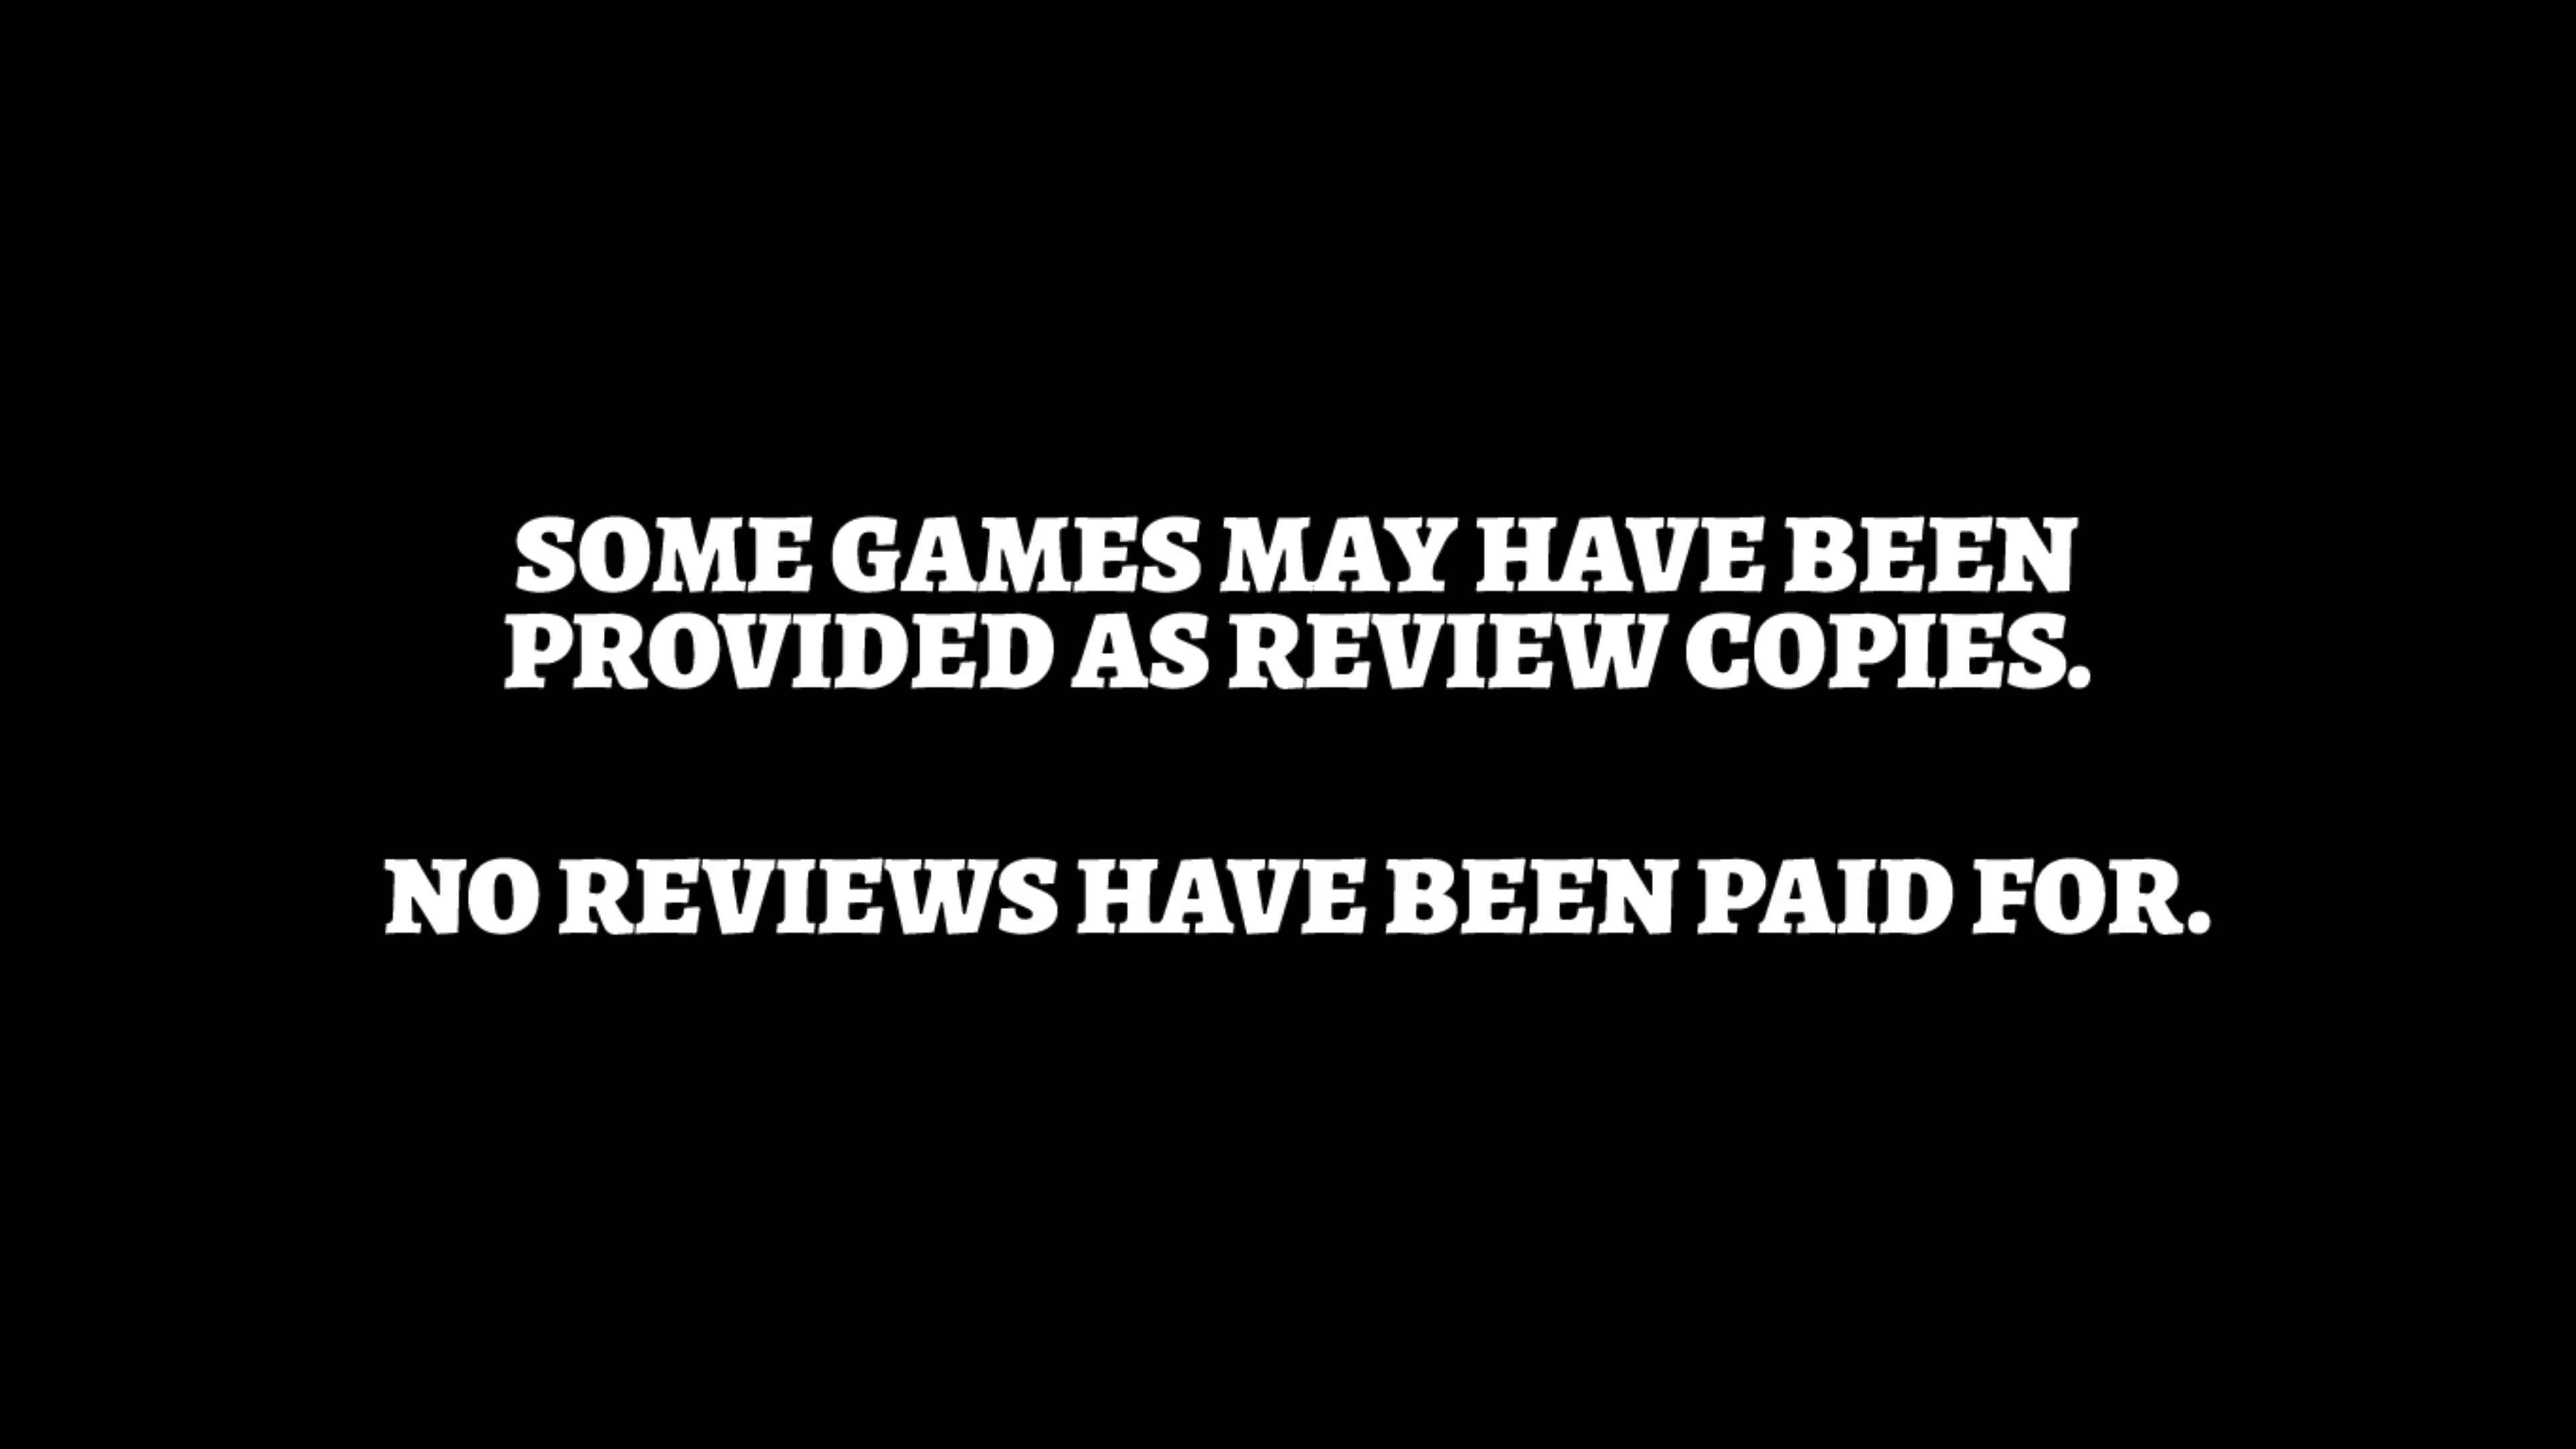 SOME GAMES MAY HAVE BEEN
PROVIDED AS REVIEW COPIES.
NO REVIEWS HAVE BEEN PAID FOR.